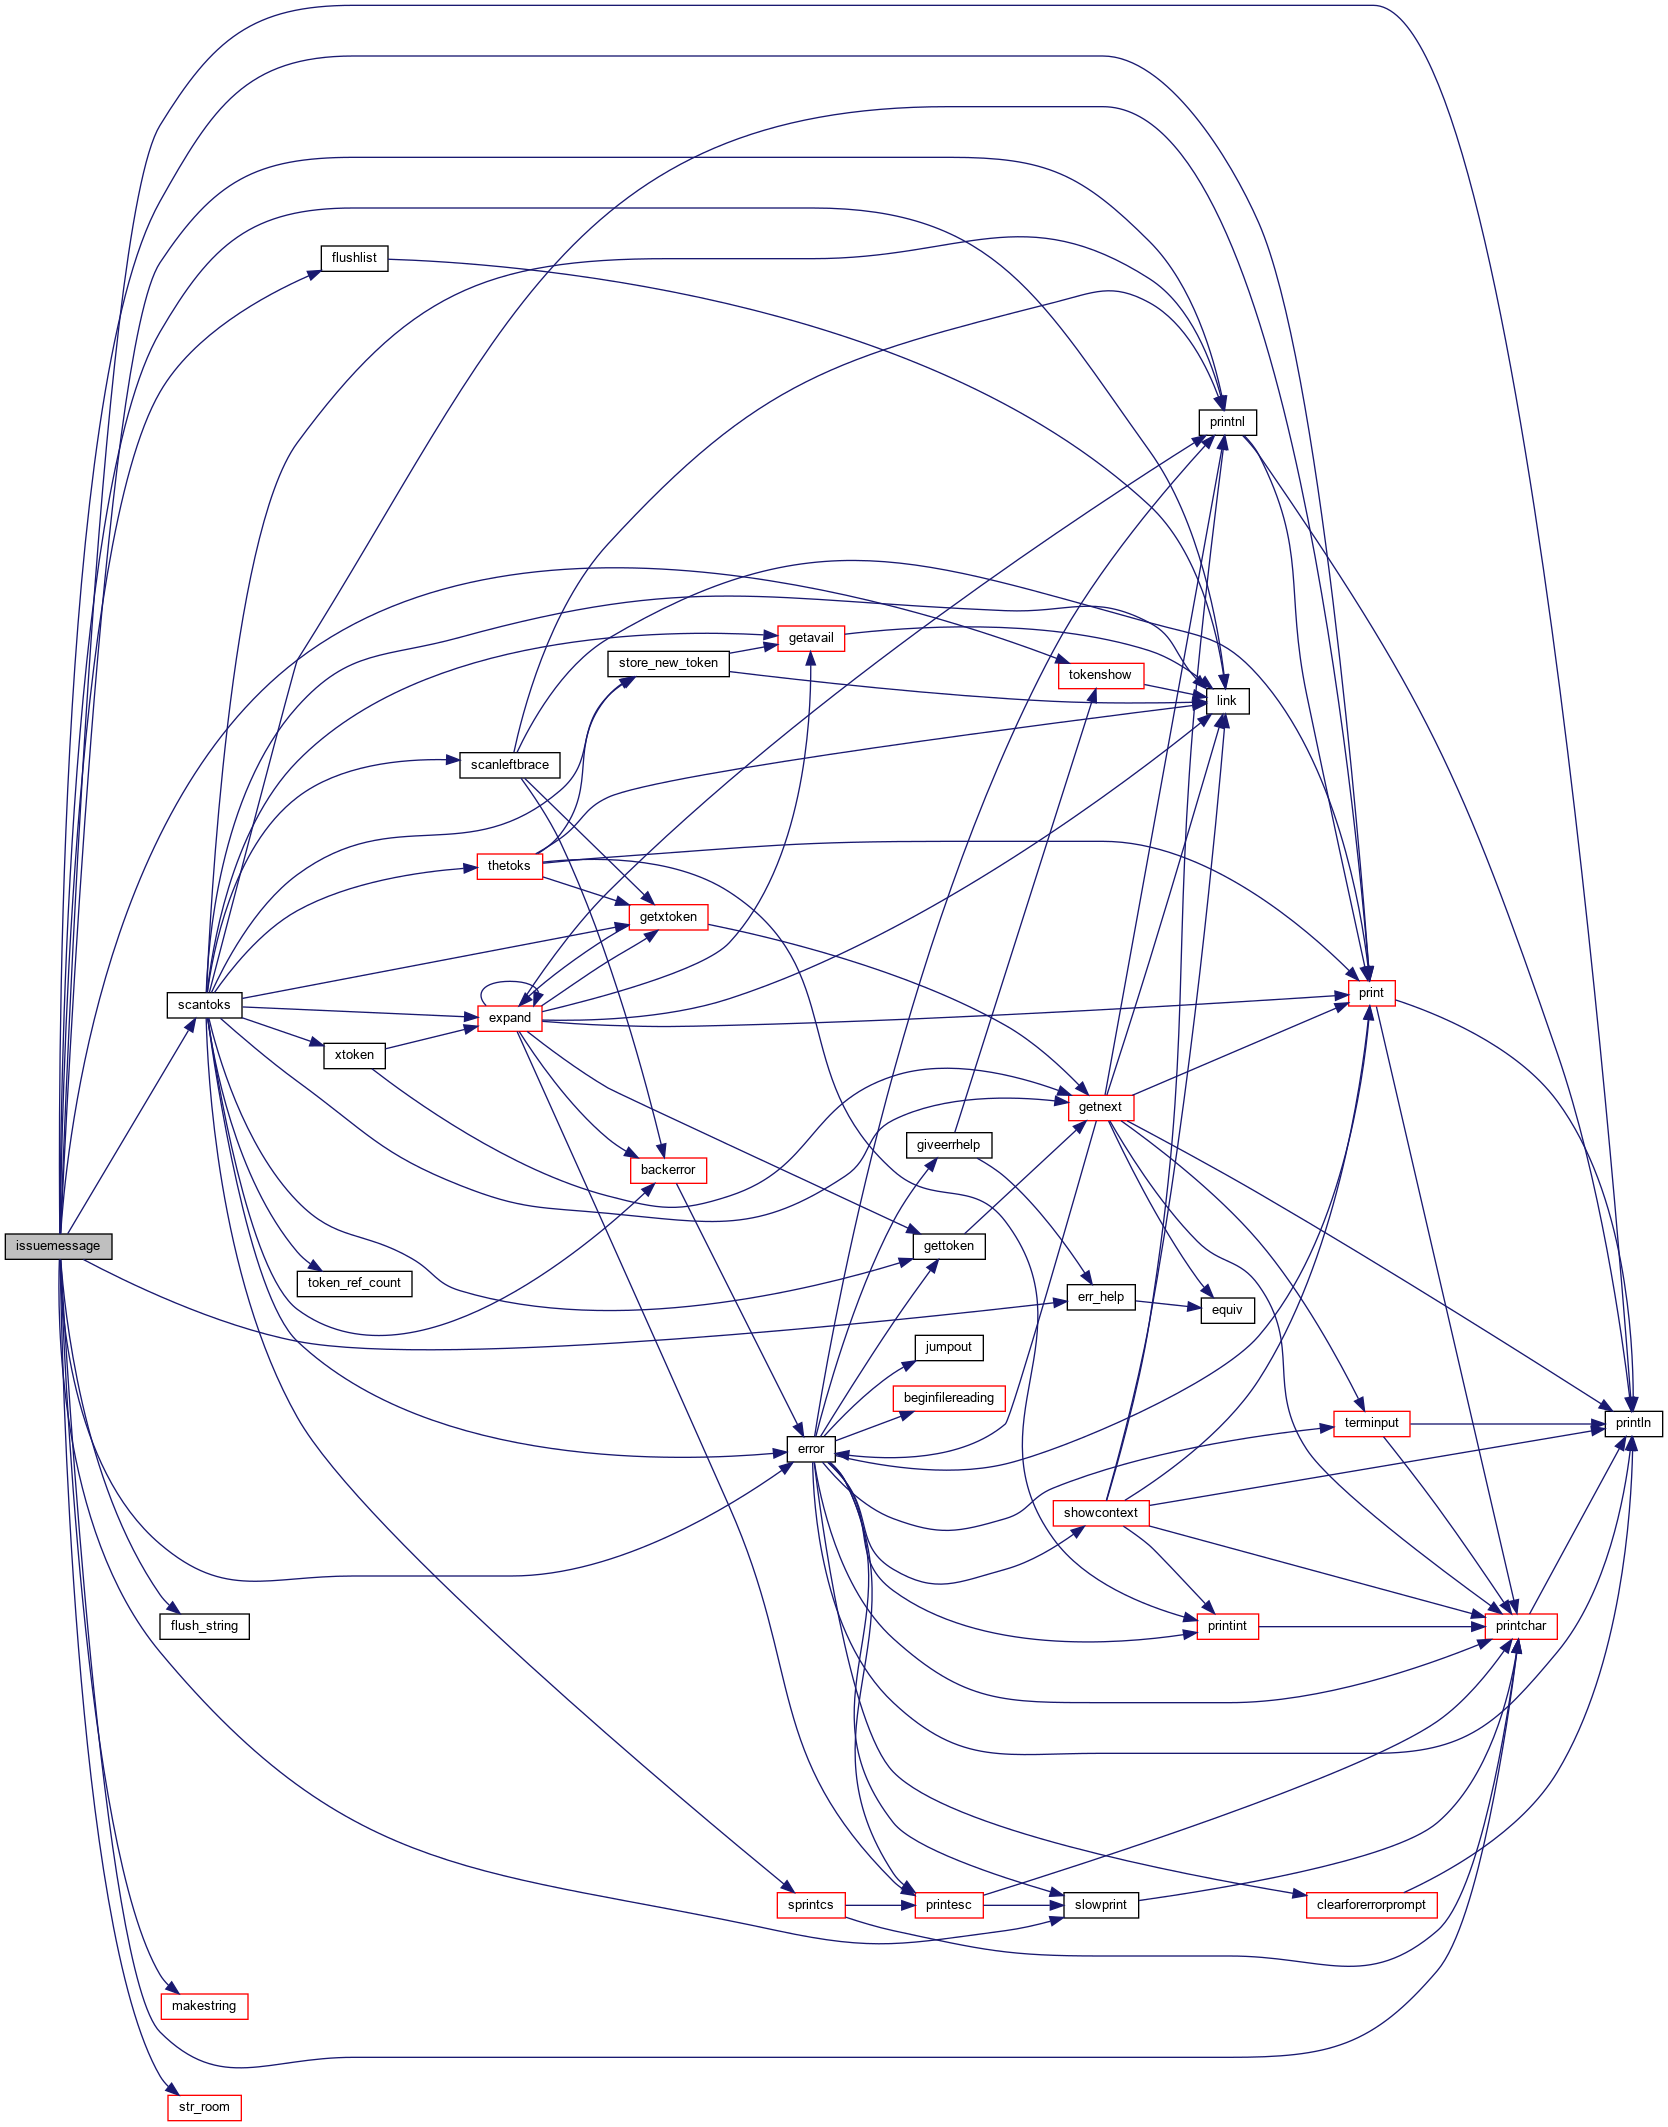 flushlist
printnl
getavail
store_new_token
tokenshow
link
scanleftbrace
thetoks
getxtoken
print
scantoks
expand
xtoken
getnext
giveerrhelp
backerror
issuemessage
gettoken
token_ref_count
err_help
equiv
jumpout
beginfilereading
terminput
println
error
showcontext
flush_string
printint
printchar
sprintcs
printesc
slowprint
clearforerrorprompt
makestring
str_room